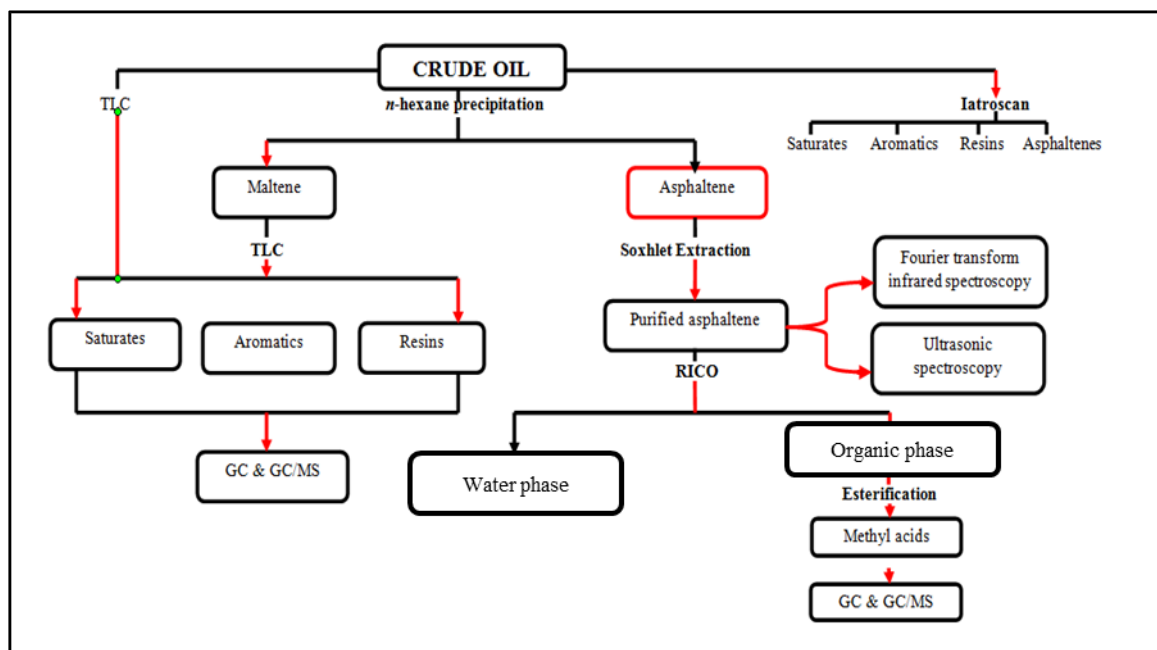 CRUDE OIL
TLC
n-hexane precipitation
Iatroscan
Saturates
Aromatics
Resins
Asphaltenes
Maltene
Asphaltene
TLC
Soxhlet Extraction
Fourier transform
infrared spectroscopy
Saturates
Aromatics
Resins
Purified asphaltene
Ultrasonic
spectroscopy
RICO
GC & GC/MS
Water phase
Organic phase
Esterification
Methyl acids
GC & GC/MS